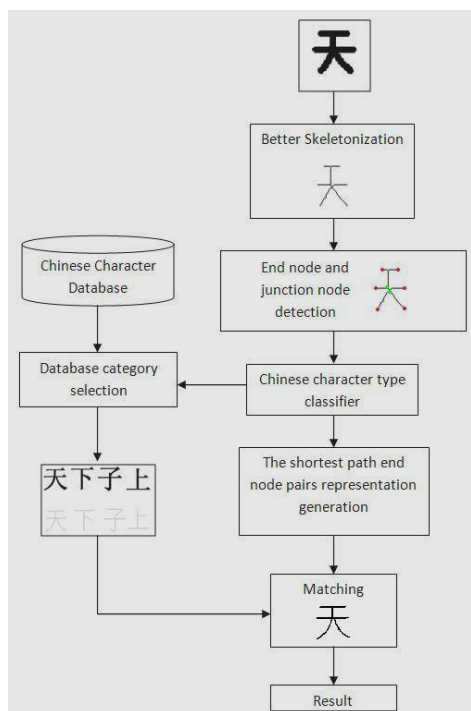 天
Better Skeletonization
天
Chinese Character
Database
End node and
junction node
detection
天
Database category
selection
Chinese character type
classifier
天下子上
天下子上
The shortest path end
node pairs representation
generation
Matching
天
Result